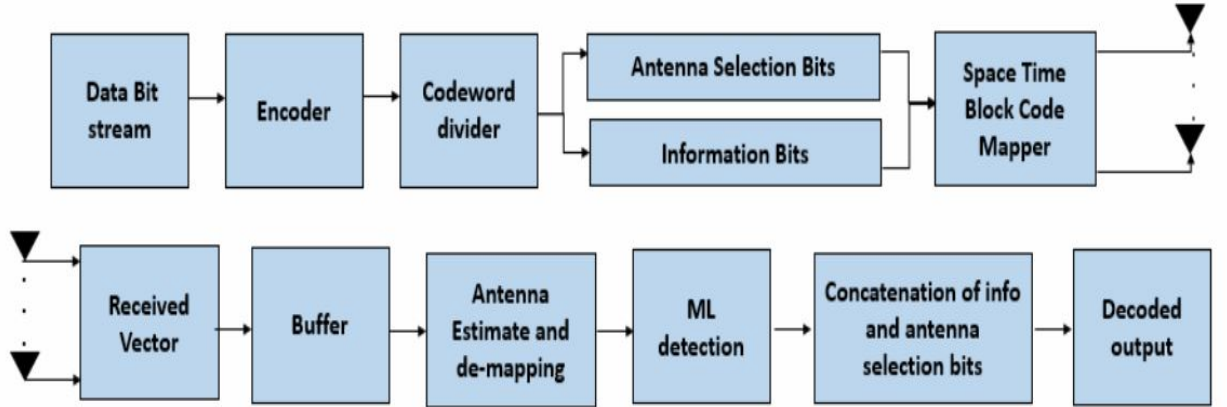 Data Bit
stream
Encoder
Codeword
divider
Antenna Selection Bits
Information Bits
Space Time
Block Code
Mapper
Received
Vector
Buffer
Antenna
Estimate and
de-mapping
ML
detection
Concatenation of info
and antenna
selection bits
Decoded
output